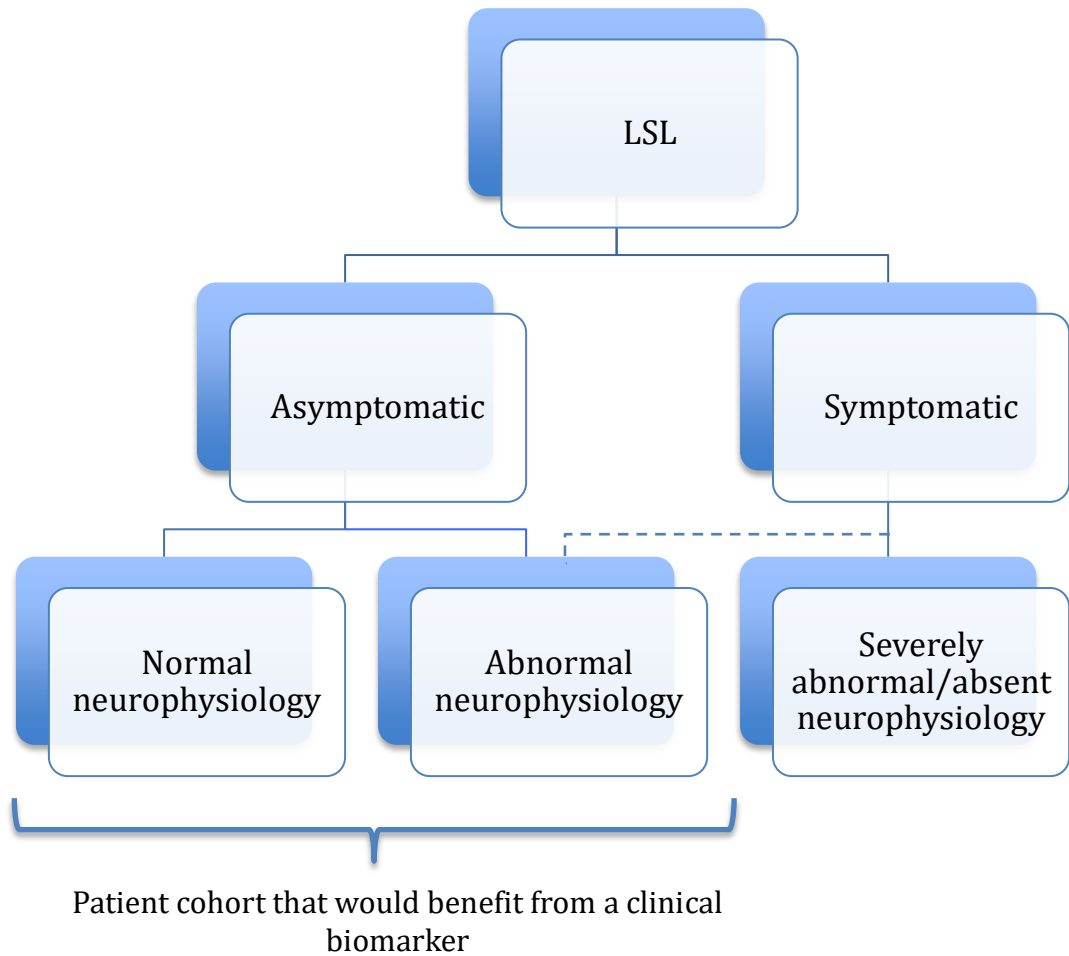 LSL
Asymptomatic
Symptomatic
Normal
neurophysiology
Abnormal
neurophysiology
Severely
abnormal/absent
neurophysiology
Patient cohort that would benefit from a clinical
biomarker